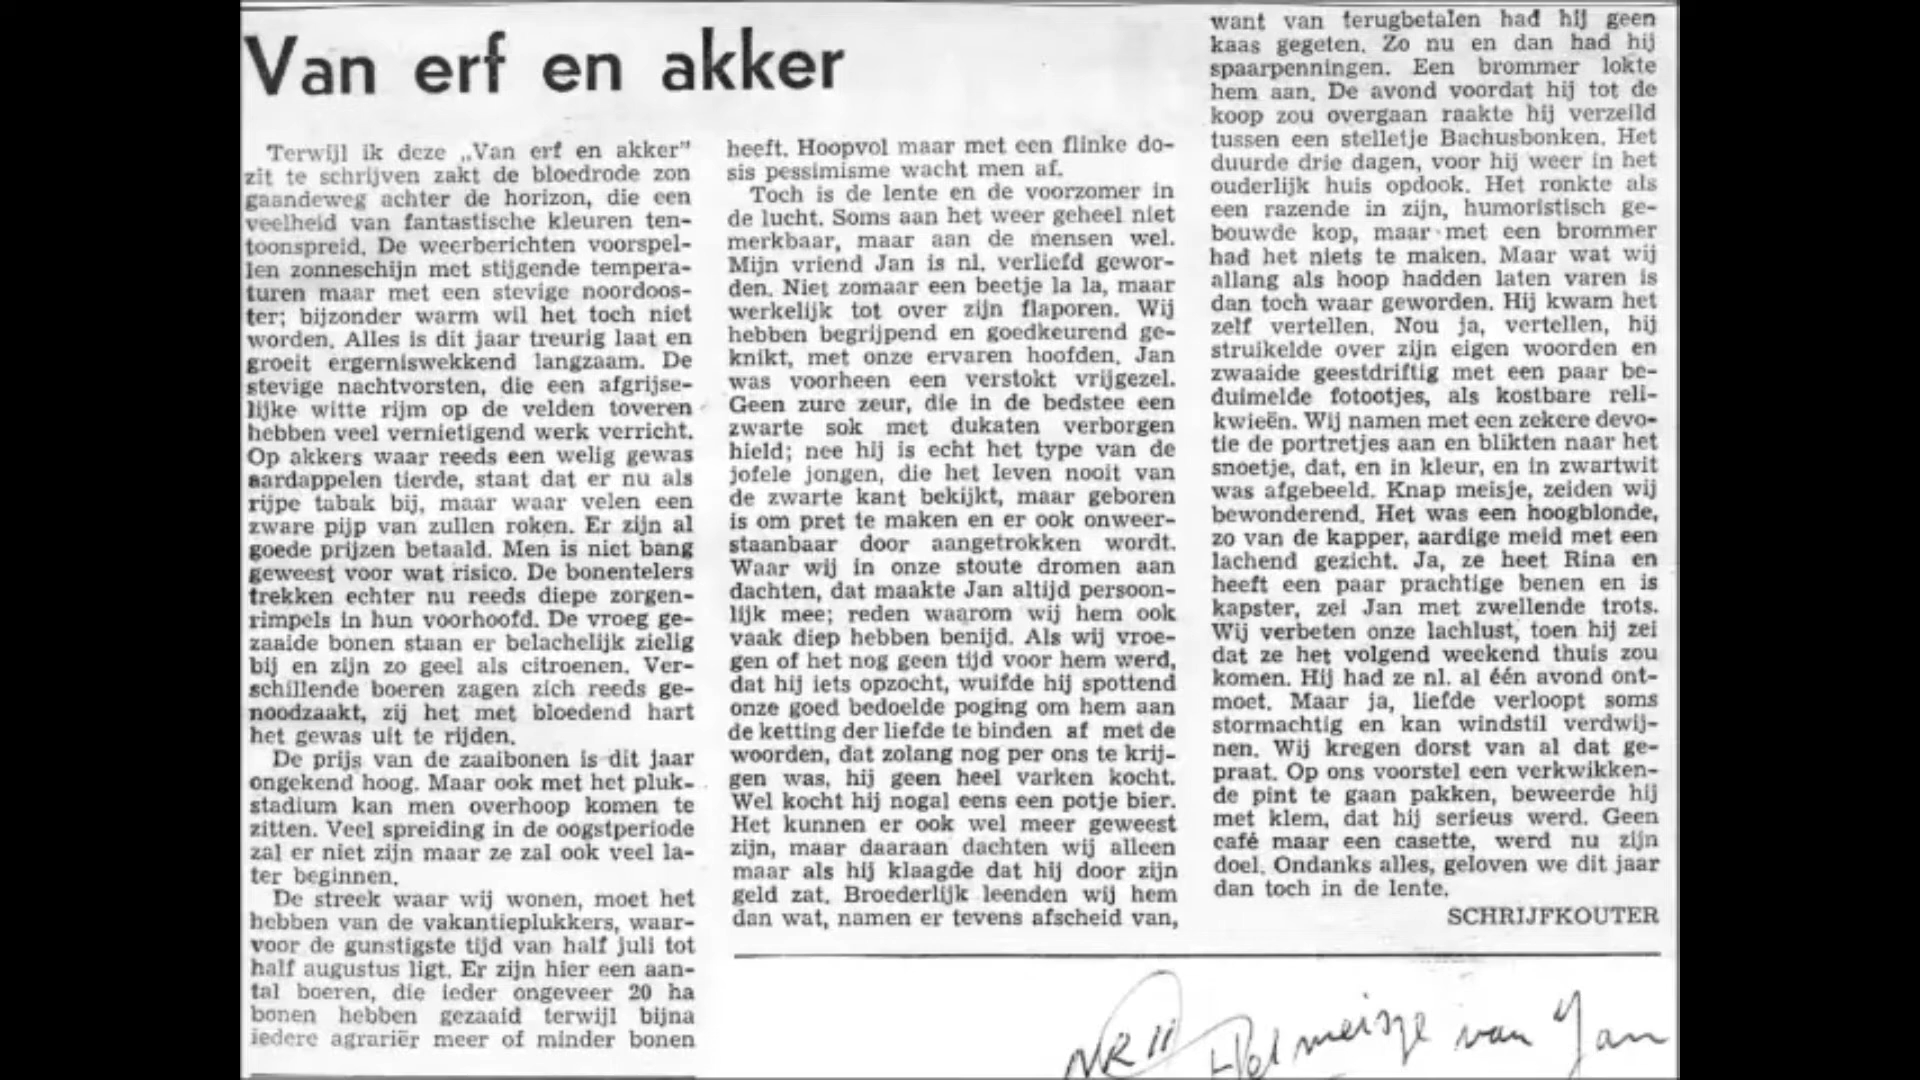 Van erf en akker
Terwijl ik deze „Van erf en akker”
zit te schrijven zakt de bloedrode zon
gaandeweg achter de horizon, die een
veelheid van fantastische kleuren ten-
toonspreid. De weerberichten voorspel-
len zonneschijn met stijgende tempera-
turen maar met een stevige noordoos-
ter; bijzonder warm wil het toch niet
worden. Alles is dit jaar treurig laat en
groeit ergerniswekkend langzaam. De
stevige nachtvorsten, die een afgrijse-
lijke witte rijm op de velden toveren
hebben veel vernietigend werk verricht.
Op akkers waar reeds een welig gewas
aardappelen tierde, staat dat er nu als
rijpe tabak bij, maar waar velen een
zware pijp van zullen roken. Er zijn al
goede prijzen betaald. Men is niet bang
geweest voor wat risico. De bonentelers
trekken echter nu reeds diepe zorgen-
rimpels in hun voorhoofd. De vroeg ge-
zaaide bonen staan er belachelijk zielig
bij en zijn zo geel als citroenen. Ver-
schillende boeren zagen zich reeds ge-
noodzaakt, zij het met bloedend hart
het gewas uit te rijden.
De prijs van de zaaibonen is dit jaar
ongekend hoog. Maar ook met het pluk-
stadium kan men overhoop komen te
zitten. Veel spreiding in de oogstperiode
zal er niet zijn maar ze zal ook veel la-
ter beginnen.
De streek waar wij wonen, moet het
hebben van de vakantieplukkers, waar-
voor de gunstigste tijd van half juli tot
half augustus ligt. Er zijn hier een aan-
tal boeren, die ieder ongeveer 20 ha
bonen hebben gezaaid terwijl bijna
iedere agrariër meer of minder bonen
heeft. Hoopvol maar met een flinke do-
sis pessimisme wacht men af.
Toch is de lente en de voorzomer in
de lucht. Soms aan het weer geheel niet
merkbaar, maar aan de mensen wel.
Mijn vriend Jan is nl. verliefd gewor-
den. Niet zomaar een beetje la la, maar
werkelijk tot over zijn flaporen. Wij
hebben begrijpend en goedkeurend ge-
knikt, met onze ervaren hoofden. Jan
was voorheen een verstokt vrijgezel.
Geen zure zeur, die in de bedstee een
zwarte sok met dukaten verborgen
hield; nee hij is echt het type van de
jofele jongen, die het leven nooit van
de zwarte kant bekijkt, maar geboren
is om pret te maken en er ook onweer-
staanbaar door aangetrokken wordt.
Waar wij in onze stoute dromen aan
dachten, dat maakte Jan altijd persoon-
lijk mee; reden waarom wij hem ook
vaak diep hebben benijd. Als wij vroe-
gen of het nog geen tijd voor hem werd,
dat hij iets opzocht, wuifde hij spottend
onze goed bedoelde poging om hem aan
de ketting der liefde te binden af met de
woorden, dat zolang nog per ons te krij-
gen was, hij geen heel varken kocht.
Wel kocht hij nogal eens een potje bier.
Het kunnen er ook wel meer geweest
zijn, maar daaraan dachten wij alleen
maar als hij klaagde dat hij door zijn
geld zat. Broederlijk leenden wij hem
dan wat, namen er tevens afscheid van,
want van terugbetalen had hij geen
kaas gegeten. Zo nu en dan had hij
spaarpenningen. Een brommer lokte
hem aan. De avond voordat hij tot de
koop zou overgaan raakte hij verzeild
tussen een stelletje Bachusbonken. Het
duurde drie dagen, voor hij weer in het
ouderlijk huis opdook. Het ronkte als
een razende in zijn, humoristisch ge-
bouwde kop, maar met een brommer
had het niets te maken. Maar wat wij
allang als hoop hadden laten varen is
dan toch waar geworden. Hij kwam het
zelf vertellen. Nou ja, vertellen, hij
struikelde over zijn eigen woorden en
zwaaide geestdriftig met een paar be-
duimelde fotootjes, als kostbare reli-
kwieën. Wij namen met een zekere devo-
tie de portretjes aan en blikten naar het
snoetje, dat, en in kleur, en in zwartwit
was afgebeeld. Knap meisje, zeiden wij
bewonderend. Het was een hoogblonde,
zo van de kapper, aardige meid met een
lachend gezicht. Ja, ze heet Rina en
heeft een paar prachtige benen en is
kapster, zei Jan met zwellende trots.
Wij verbeten onze lachlust, toen hij zei
dat ze het volgend weekend thuis zou
komen. Hij had ze nl. al één avond ont-
moet. Maar ja, liefde verloopt soms
stormachtig en kan windstil verdwij-
nen. Wij kregen dorst van al dat ge-
praat. Op ons voorstel een verkwikken-
de pint te gaan pakken, beweerde hij
met klem, dat hij serieus werd. Geen
café maar een casette, werd nu zijn
doel. Ondanks alles, geloven we dit jaar
dan toch in de lente.
SCHRIJFKOUTER
NR 11 Het meisje van Jan